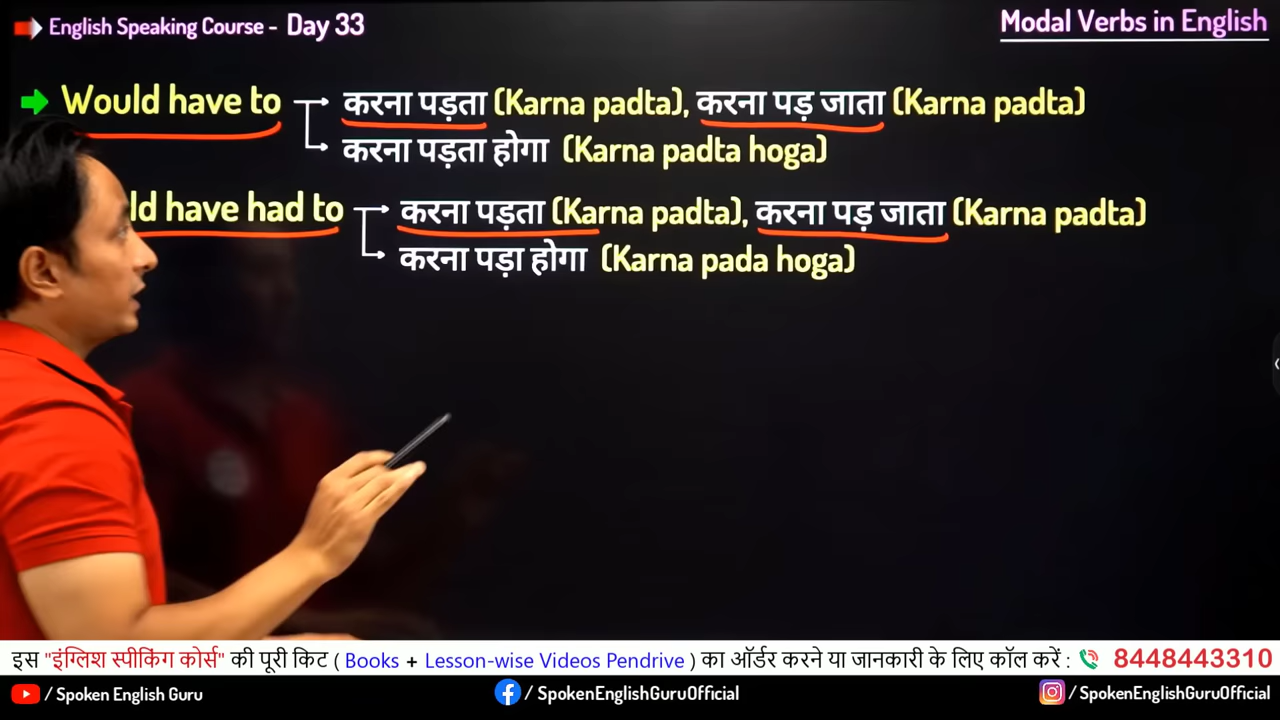 English Speaking Course - Day 33
Modal Verbs in English
Would have to करना पड़ता (Karna padta), करना पड़ जाता (Karna padta)
करना पड़ता होगा (Karna padta hoga)
ld have had to करना पड़ता (Karna padta), करना पड़ जाता (Karna padta)
करना पड़ा होगा (Karna pada hoga)
इस "इंग्लिश स्पीकिंग कोर्स" की पूरी किट ( Books + Lesson-wise Videos Pendrive ) का ऑर्डर करने या जानकारी के लिए कॉल करें : 8448443310
/ Spoken English Guru / SpokenEnglishGuruOfficial / SpokenEnglishGuruOfficial